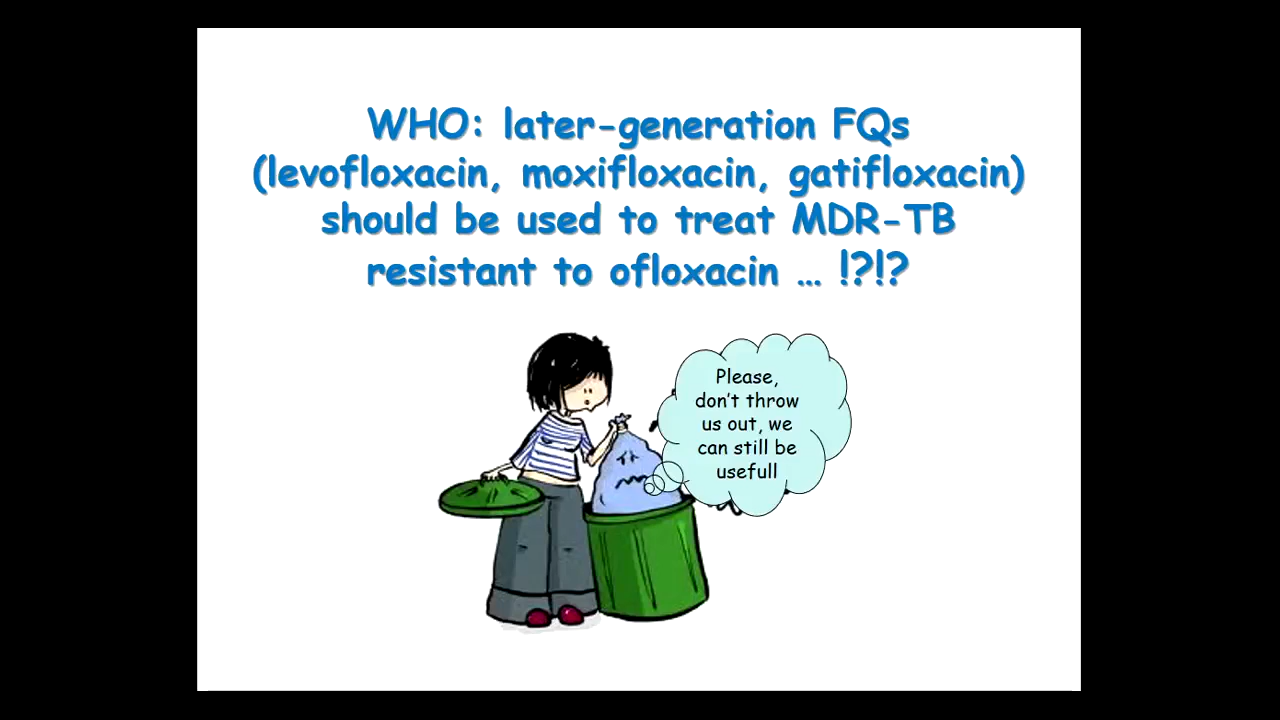 WHO: later-generation FQs
(levofloxacin, moxifloxacin, gatifloxacin)
should be used to treat MDR-TB
resistant to ofloxacin … !?!?
Please,
don't throw
us out, we
can still be
usefull